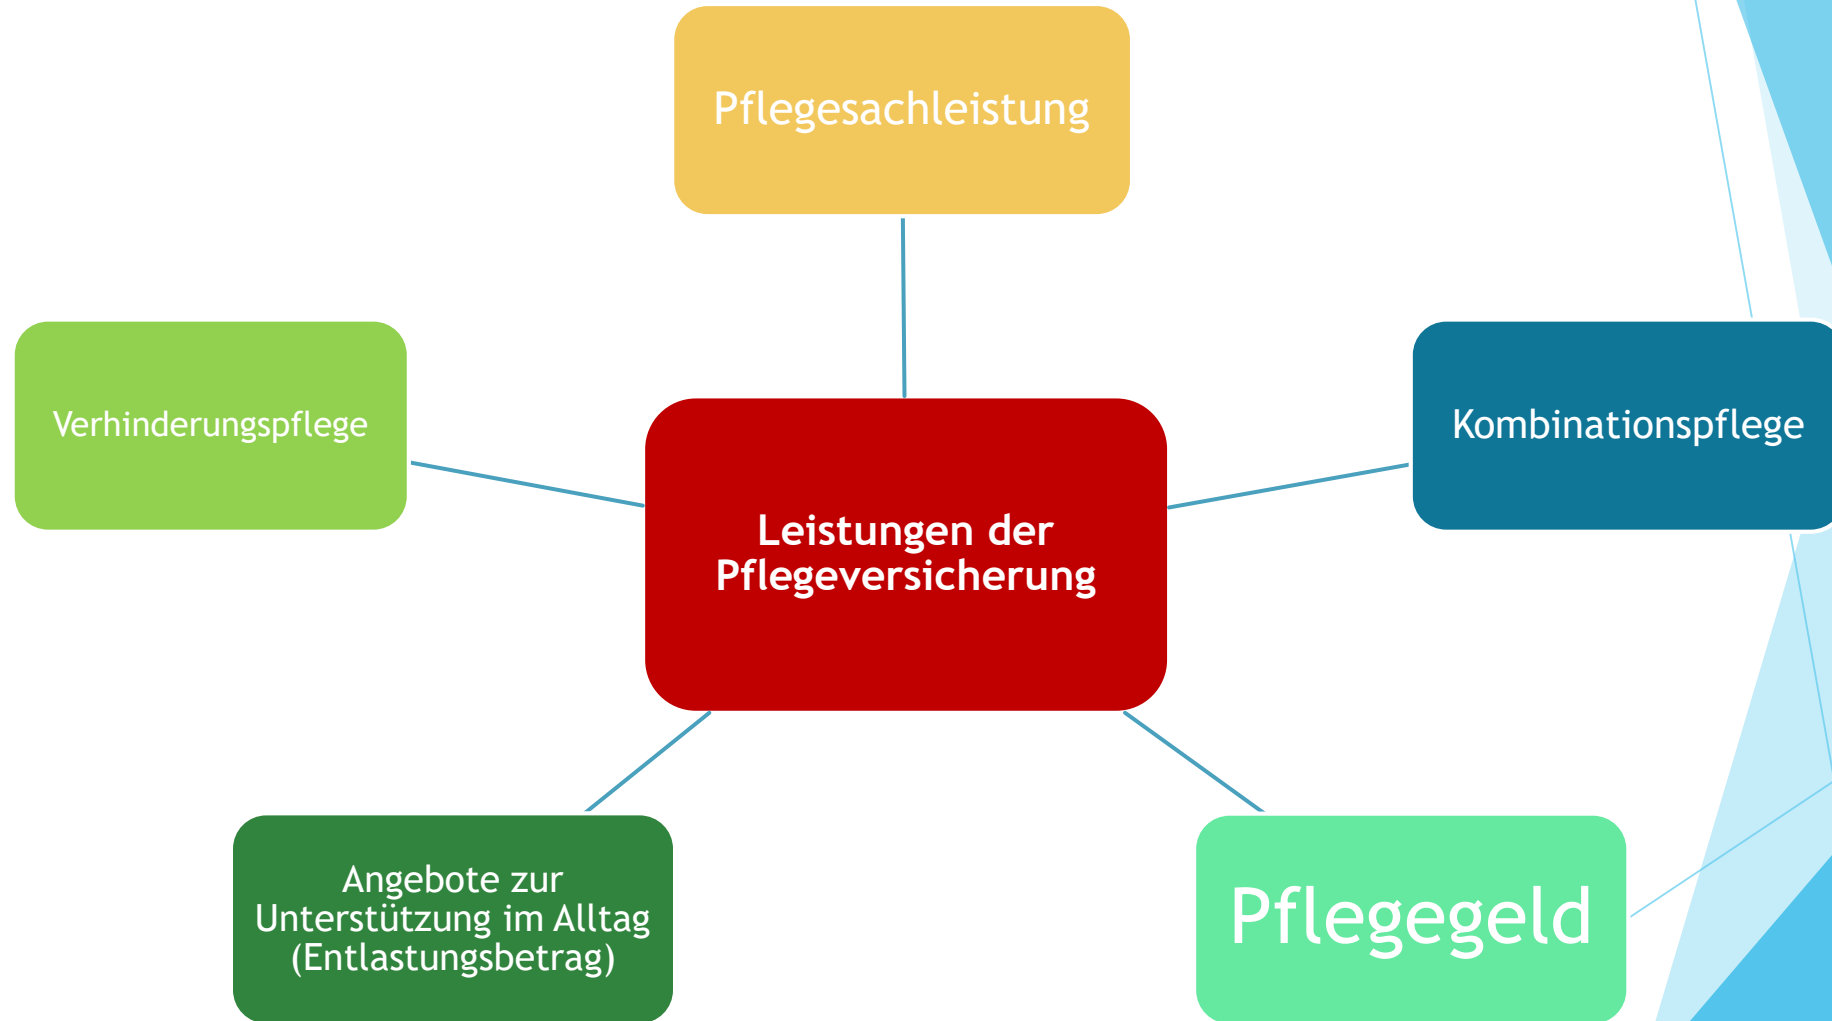 Pflegesachleistung
Verhinderungspflege
Kombinationspflege
Leistungen der
Pflegeversicherung
Angebote zur
Unterstützung im Alltag
(Entlastungsbetrag)
Pflegegeld